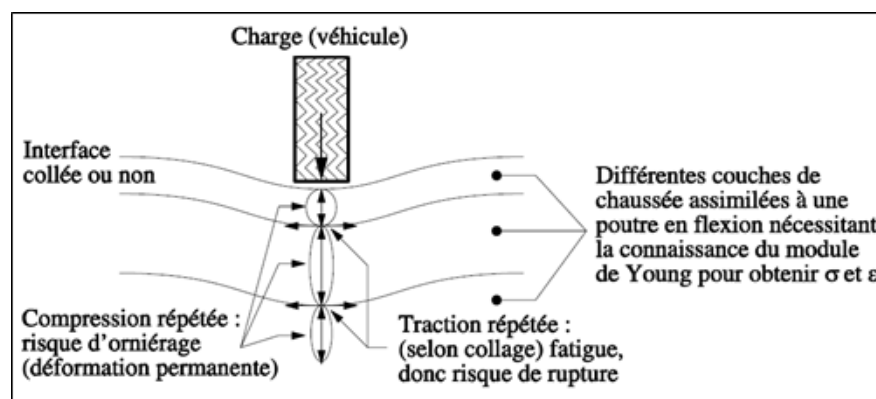 Charge (véhicule)
Interface
collée ou non
Différentes couches de
chaussée assimilées à une
poutre en flexion nécessitant
la connaissance du module
de Young pour obtenir σ et ε
Compression répétée :
risque d'orniérage
(déformation permanente)
Traction répétée :
(selon collage) fatigue,
donc risque de rupture